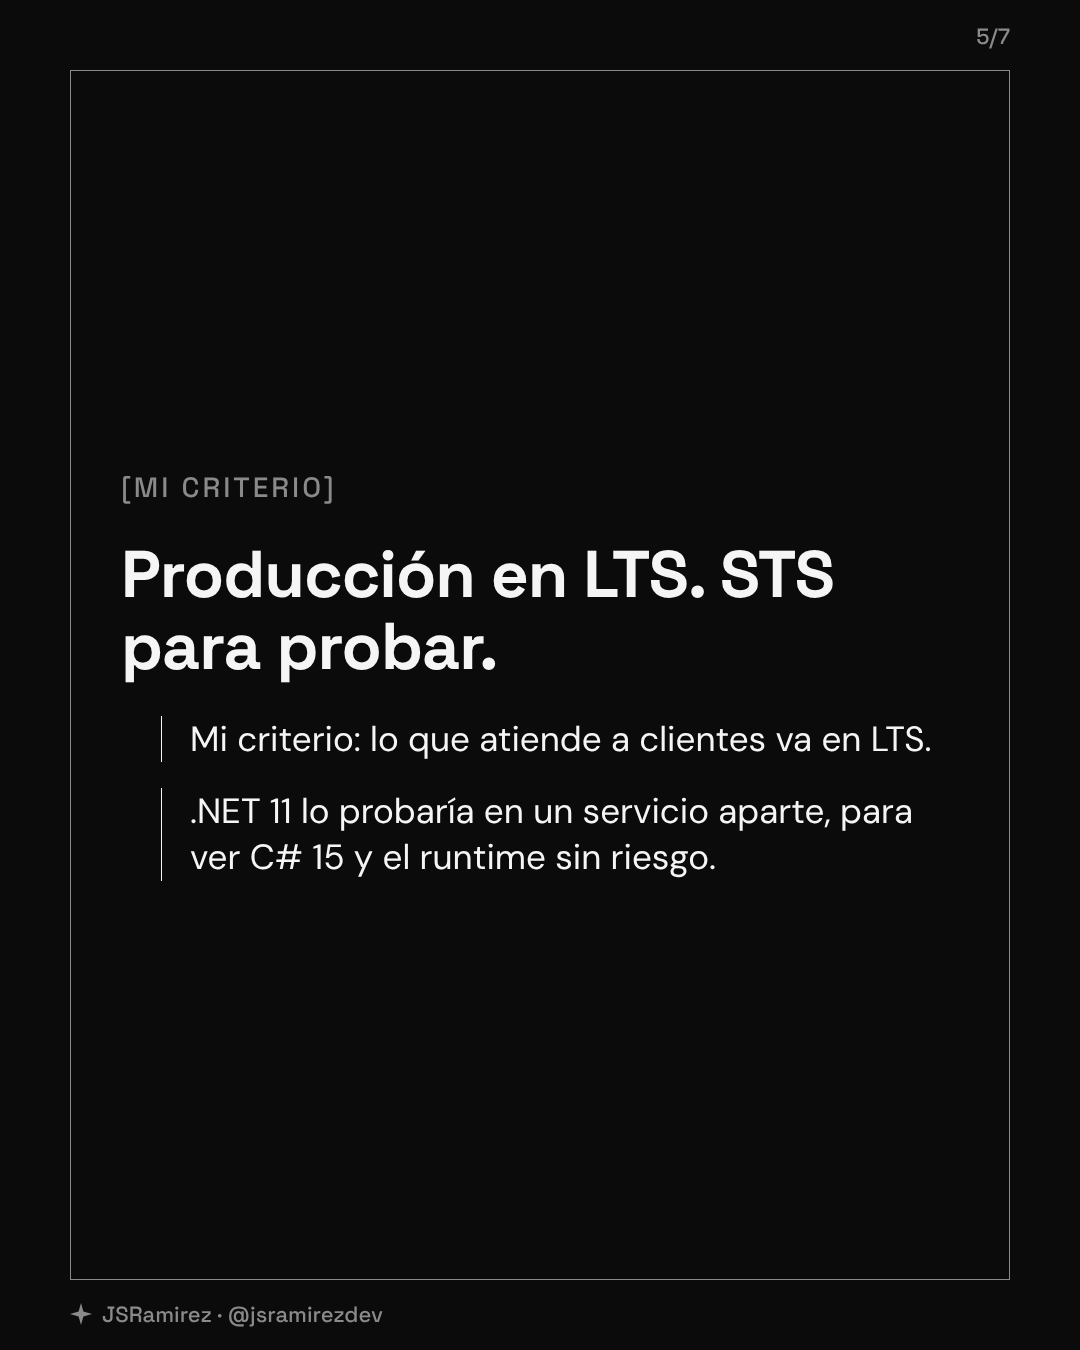 5/7
[MI CRITERIO]
Producción en LTS. STS
para probar.
Mi criterio: lo que atiende a clientes va en LTS.
.NET 11 lo probaría en un servicio aparte, para
ver C# 15 y el runtime sin riesgo.
JSRamirez · @jsramirezdev